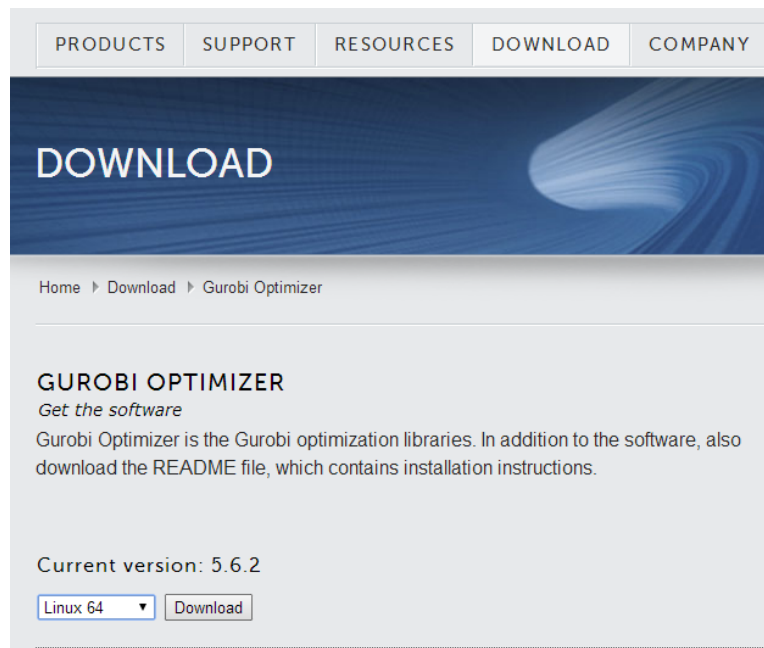 PRODUCTS SUPPORT RESOURCES DOWNLOAD COMPANY
DOWNLOAD
Home Download Gurobi Optimizer
GUROBI OPTIMIZER
Get the software
Gurobi Optimizer is the Gurobi optimization libraries. In addition to the software, also
download the README file, which contains installation instructions.
Current version: 5.6.2
Linux 64 Download